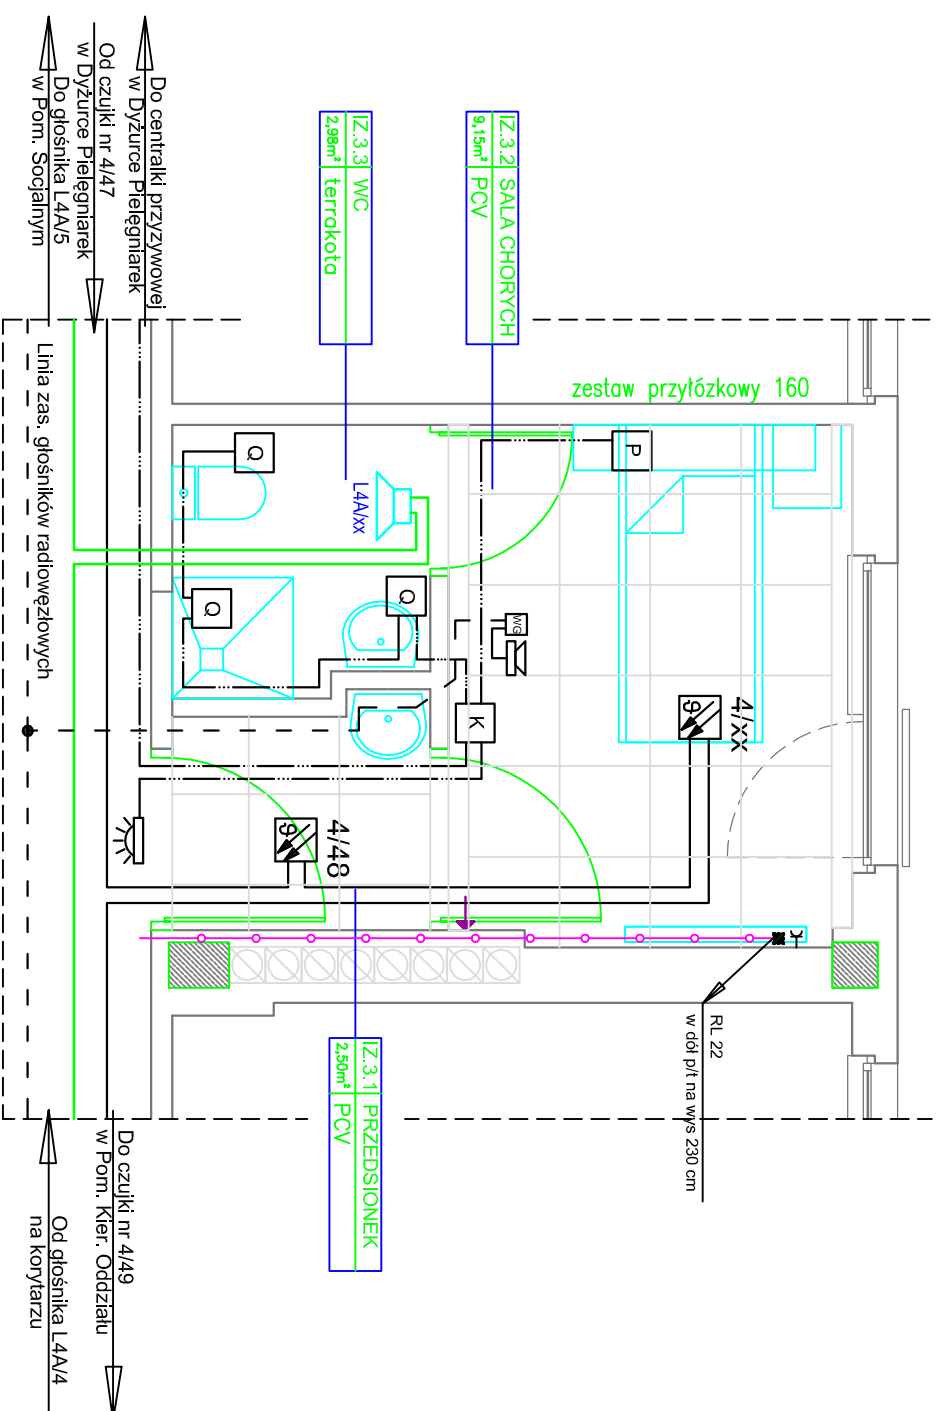 Do centralki przyzywowej
w Dyżurce Pielęgniarek
Od czujki nr 4/47
w Dyżurce Pielęgniarek
Do głośnika L4A/5
w Pom. Socjalnym
IZ.3.2 SALA CHORYCH
9,15m² PCV
IZ.3.3 WC
2,98m² terrakota
zestaw przyłóżkowy 160
Linia zas. głośników radiowęzłowych
L4A/xx
P
Q
Q
Q
WG
K
4/xx
9
4/48
9
RL 22
w dół p/t na wys 230 cm
IZ.3.1 PRZEDSIONEK
2,50m² PCV
Do czujki nr 4/49
w Pom. Kier. Oddziału
Od głośnika L4A/4
na korytarzu